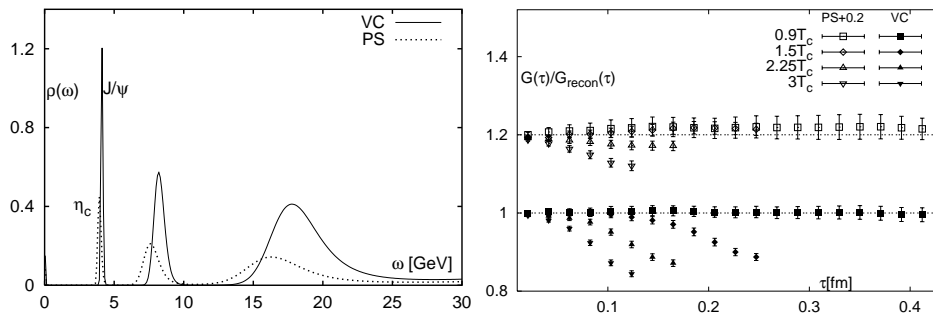 VC
PS
1.2
ρ(ω)
J/ψ
0.8
0.4
η_c
ω [GeV]
0
0 5 10 15 20 25 30
PS+0.2 VC
0.9T_c
1.5T_c
2.25T_c
3T_c
G(τ)/G_recon(τ)
1.4
1.2
1
0.8
τ[fm]
0.1 0.2 0.3 0.4